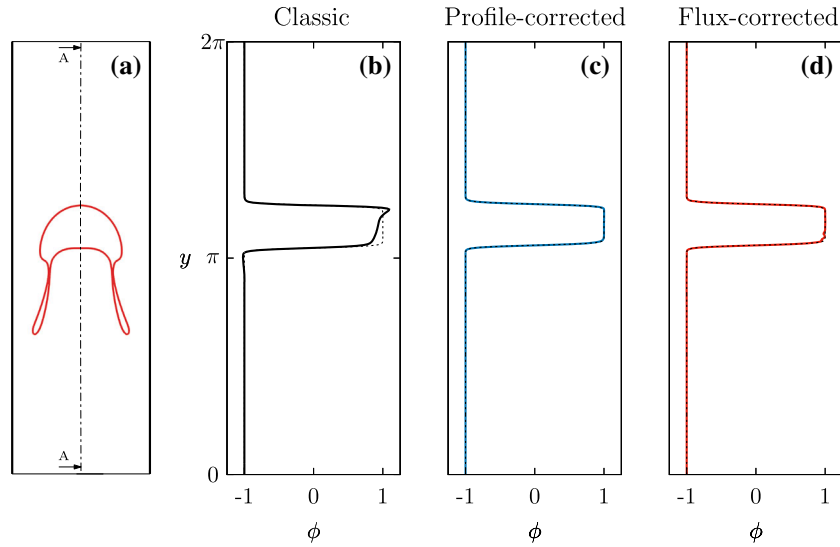 Classic Profile-corrected Flux-corrected
2π
A
(a) (b) (c) (d)
y π
A
0
-1 0 1 -1 0 1 -1 0 1
ϕ ϕ ϕ